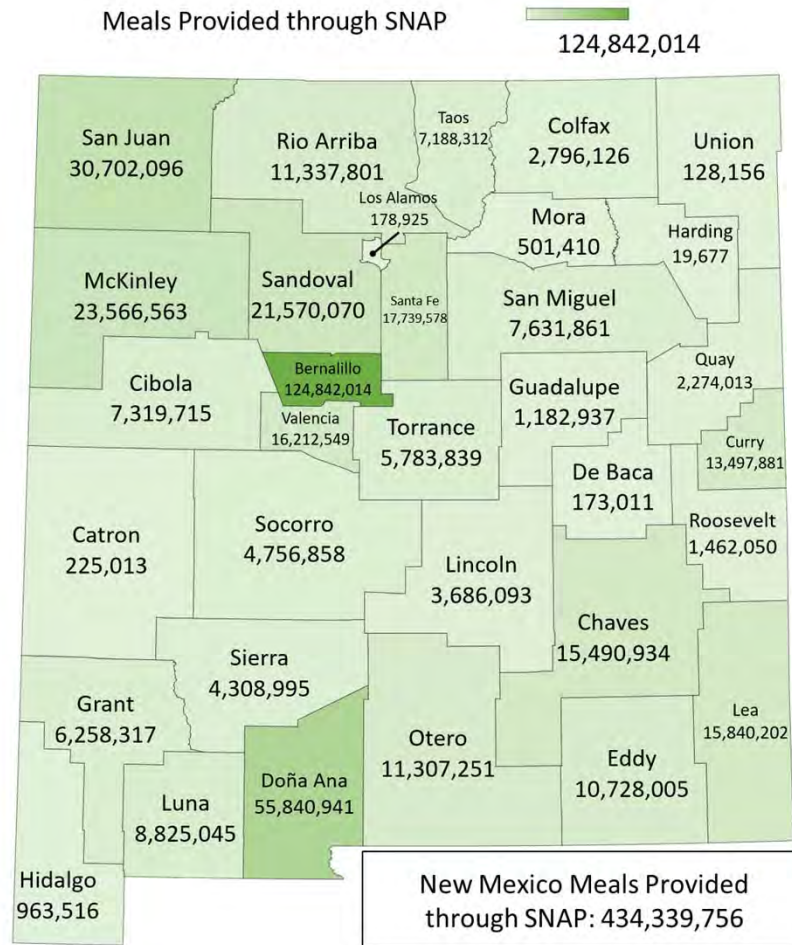 Meals Provided through SNAP
124,842,014
San Juan
30,702,096
Rio Arriba
11,337,801
Taos
7,188,312
Colfax
2,796,126
Union
128,156
Los Alamos
178,925
Mora
501,410
Harding
19,677
McKinley
23,566,563
Sandoval
21,570,070
Santa Fe
17,739,578
San Miguel
7,631,861
Bernalillo
124,842,014
Cibola
7,319,715
Valencia
16,212,549
Torrance
5,783,839
Guadalupe
1,182,937
Quay
2,274,013
Curry
13,497,881
De Baca
173,011
Catron
225,013
Socorro
4,756,858
Lincoln
3,686,093
Roosevelt
1,462,050
Chaves
15,490,934
Sierra
4,308,995
Grant
6,258,317
Otero
11,307,251
Lea
15,840,202
Eddy
10,728,005
Doña Ana
55,840,941
Luna
8,825,045
Hidalgo
963,516
New Mexico Meals Provided
through SNAP: 434,339,756